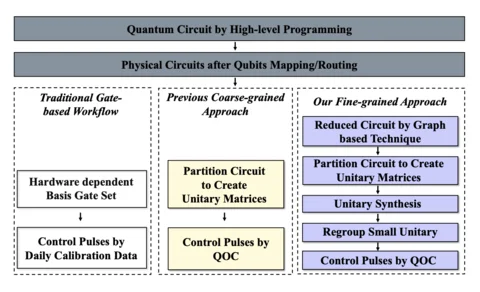 Quantum Circuit by High-level Programming
Physical Circuits after Qubits Mapping/Routing
Traditional Gate-
based Workflow
Hardware dependent
Basis Gate Set
Control Pulses by
Daily Calibration Data
Previous Coarse-grained
Approach
Partition Circuit
to Create
Unitary Matrices
Control Pulses by
QOC
Our Fine-grained Approach
Reduced Circuit by Graph
based Technique
Partition Circuit to Create
Unitary Matrices
Unitary Synthesis
Regroup Small Unitary
Control Pulses by QOC